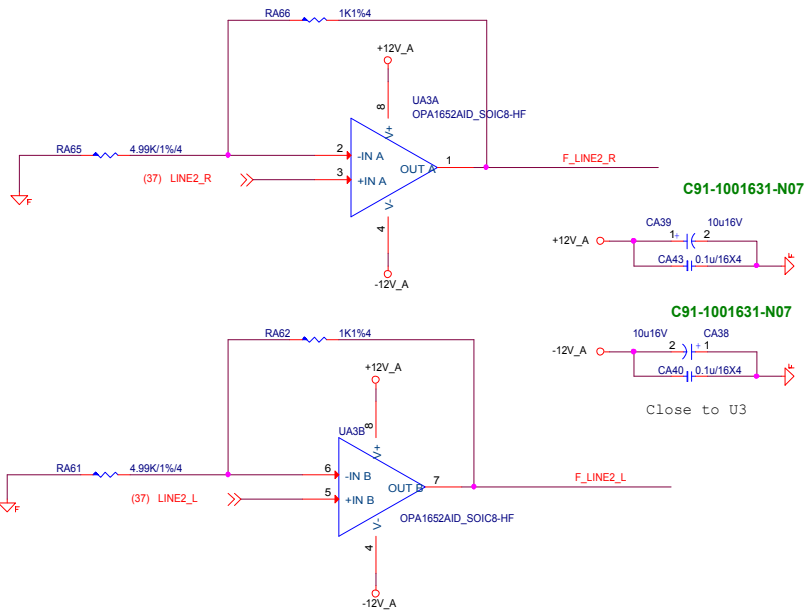 RA66 1K1%4
+12V_A
8
UA3A
OPA1652AID_SOIC8-HF
V+
RA65 4.99K/1%/4
2 -IN A
OUT A 1
F_LINE2_R
(37) LINE2_R
3 +IN A
V-
4
-12V_A
F
C91-1001631-N07
CA39 10u16V
+12V_A
1 + 2
CA43 0.1u/16X4
F
C91-1001631-N07
10u16V CA38
-12V_A
2 + 1
CA40 0.1u/16X4
F
Close to U3
RA62 1K1%4
+12V_A
8
UA3B
V+
RA61 4.99K/1%/4
6 -IN B
OUT B 7
F_LINE2_L
(37) LINE2_L
5 +IN B
OPA1652AID_SOIC8-HF
V-
4
-12V_A
F